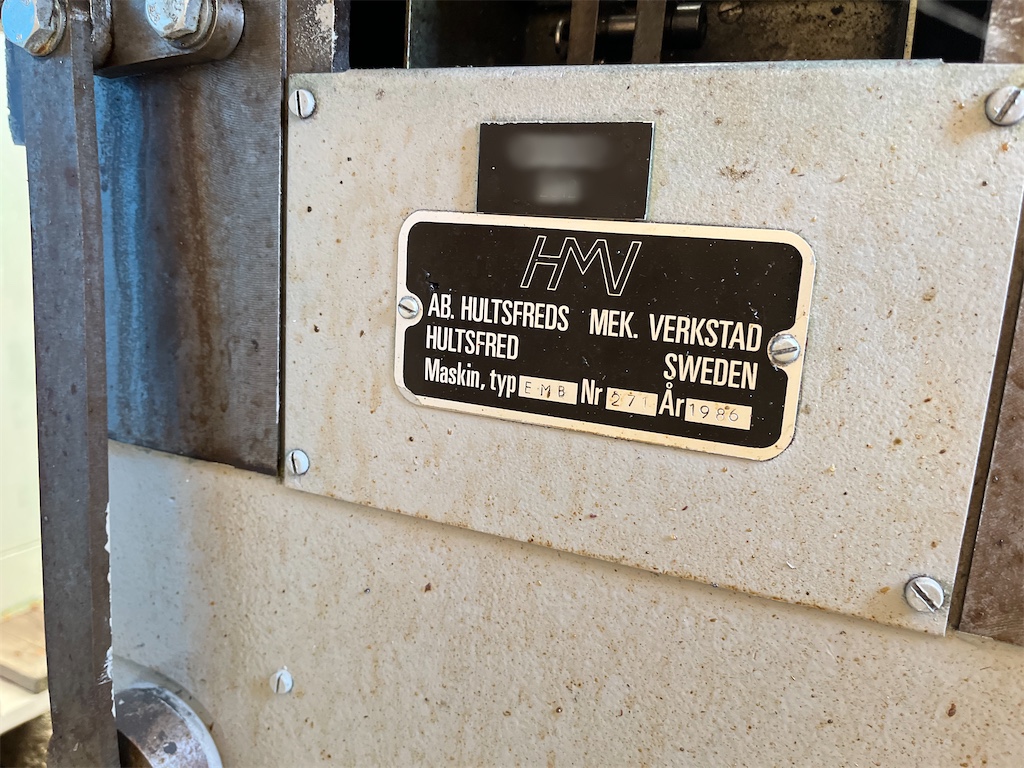 HMV
AB. HULTSFREDS MEK. VERKSTAD
HULTSFRED SWEDEN
Maskin, typ EMB Nr 271 År 1986